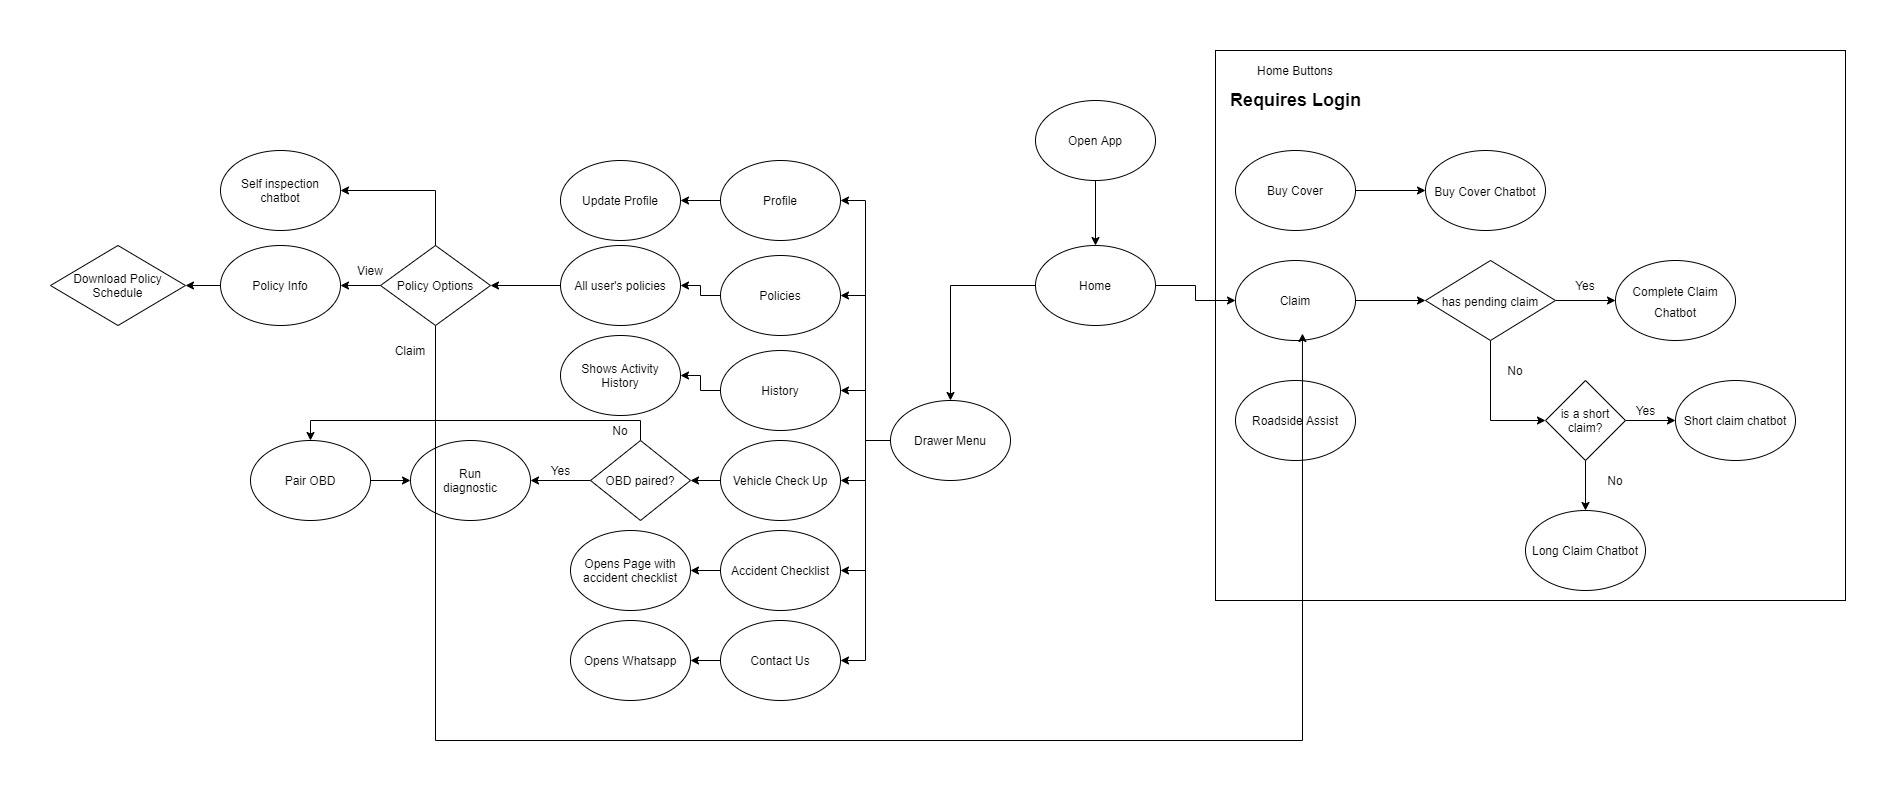 Home Buttons
Requires Login
Open App
Buy Cover
Buy Cover Chatbot
Self inspection
chatbot
Update Profile
Profile
Download Policy
Schedule
Policy Info
View
Policy Options
All user's policies
Policies
Home
Claim
has pending claim
Yes
Complete Claim
Chatbot
Claim
Shows Activity
History
History
No
Roadside Assist
is a short
claim?
Yes
Short claim chatbot
Drawer Menu
No
Pair OBD
Run
diagnostic
Yes
OBD paired?
Vehicle Check Up
No
Long Claim Chatbot
Opens Page with
accident checklist
Accident Checklist
Opens Whatsapp
Contact Us